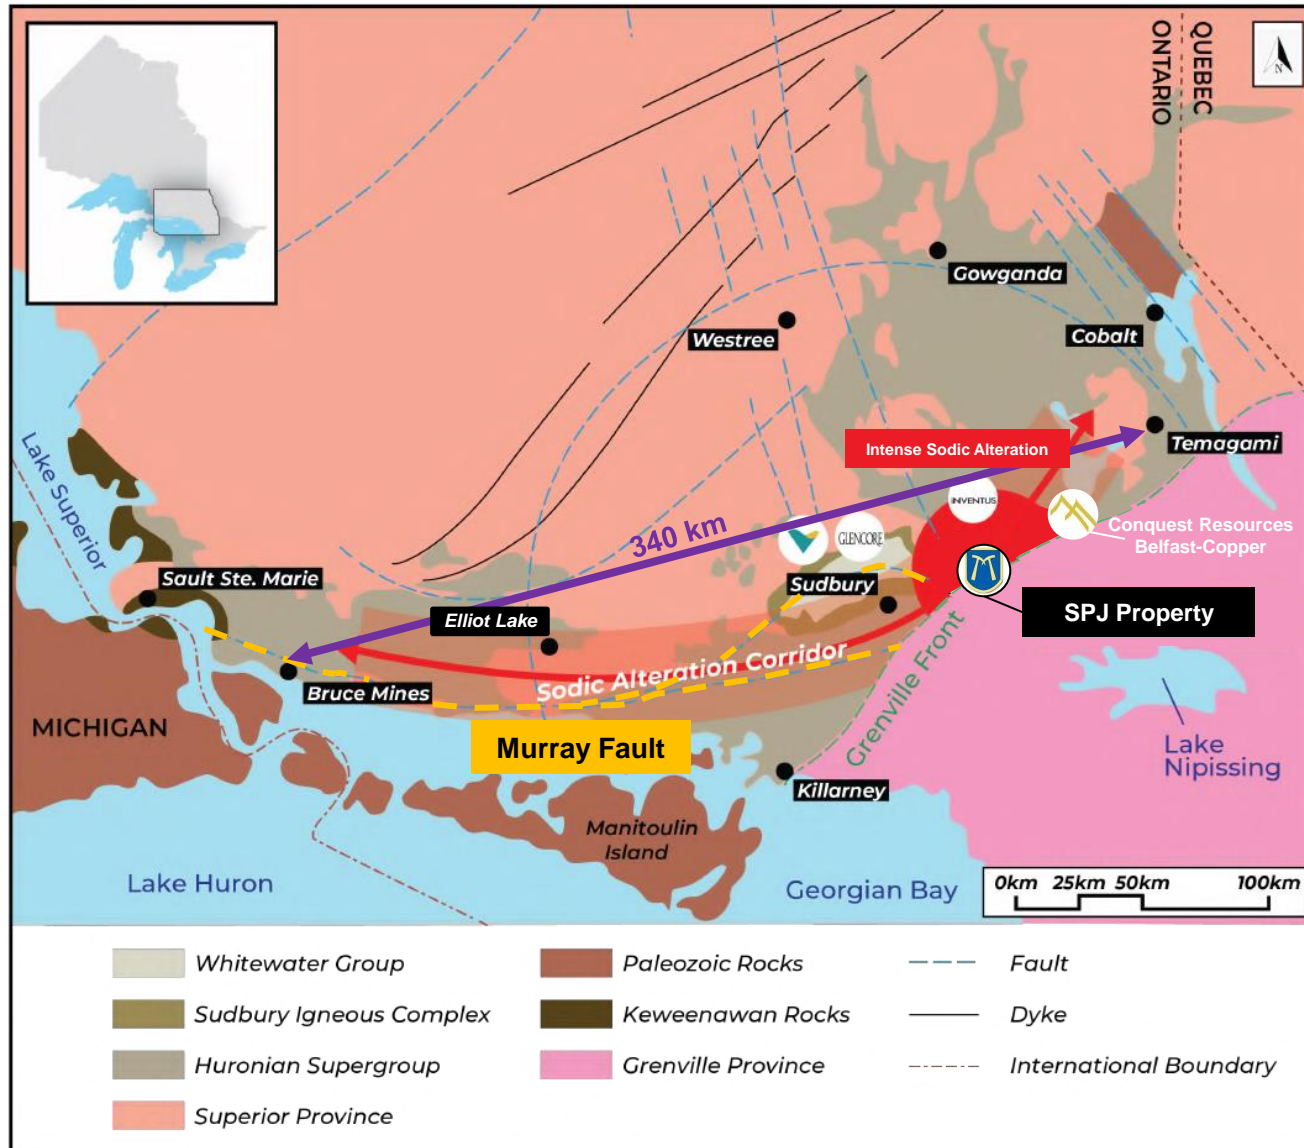 QUEBEC
ONTARIO
N
Gowganda
Westree
Cobalt
Temagami
Intense Sodic Alteration
INVENTUS
Conquest Resources
Belfast-Copper
340 km
GLENCORE
Sudbury
SPJ Property
Lake Superior
Sault Ste. Marie
Elliot Lake
Sodic Alteration Corridor
Grenville Front
Bruce Mines
MICHIGAN
Murray Fault
Lake
Nipissing
Killarney
Manitoulin
Island
Lake Huron
Georgian Bay
0km 25km 50km 100km
Whitewater Group
Sudbury Igneous Complex
Huronian Supergroup
Superior Province
Paleozoic Rocks
Keweenawan Rocks
Grenville Province
Fault
Dyke
International Boundary